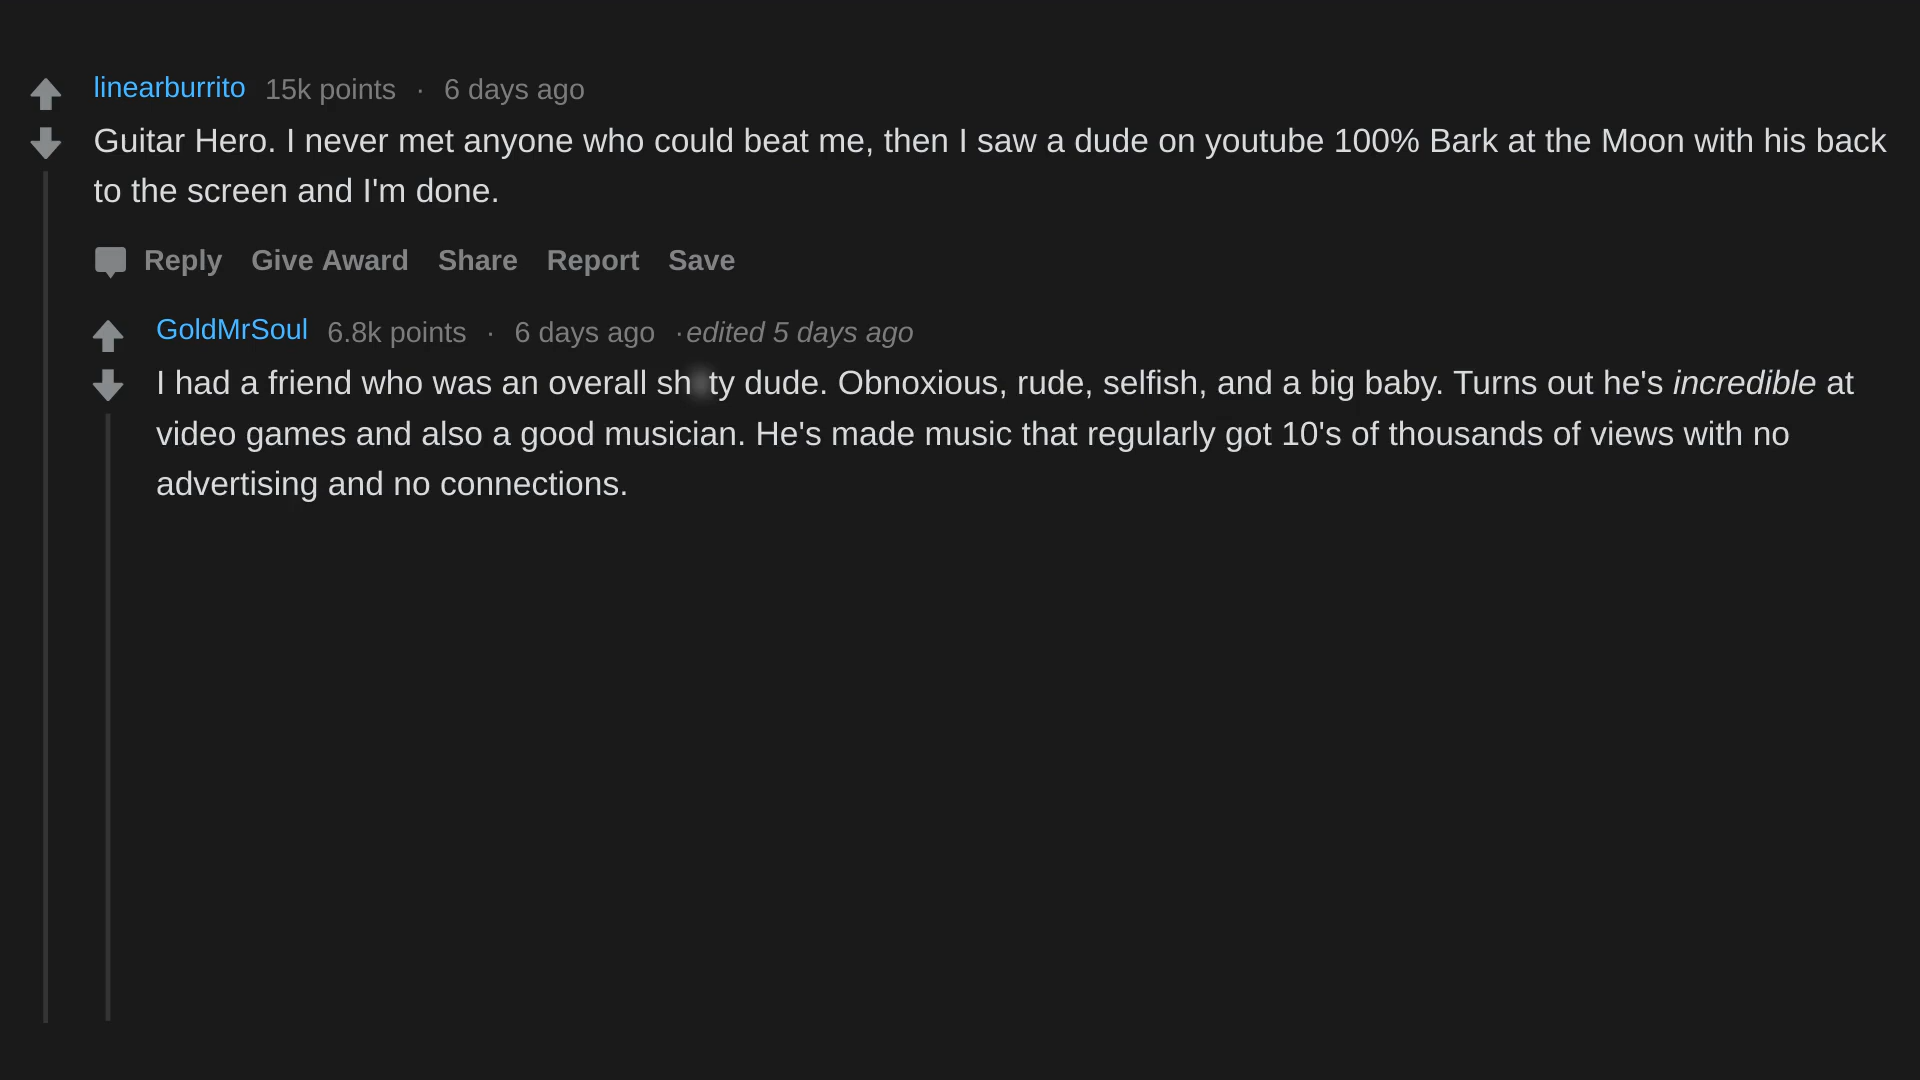 linearburrito 15k points · 6 days ago
Guitar Hero. I never met anyone who could beat me, then I saw a dude on youtube 100% Bark at the Moon with his back
to the screen and I'm done.
Reply Give Award Share Report Save
GoldMrSoul 6.8k points · 6 days ago · edited 5 days ago
I had a friend who was an overall sh ty dude. Obnoxious, rude, selfish, and a big baby. Turns out he's incredible at
video games and also a good musician. He's made music that regularly got 10's of thousands of views with no
advertising and no connections.